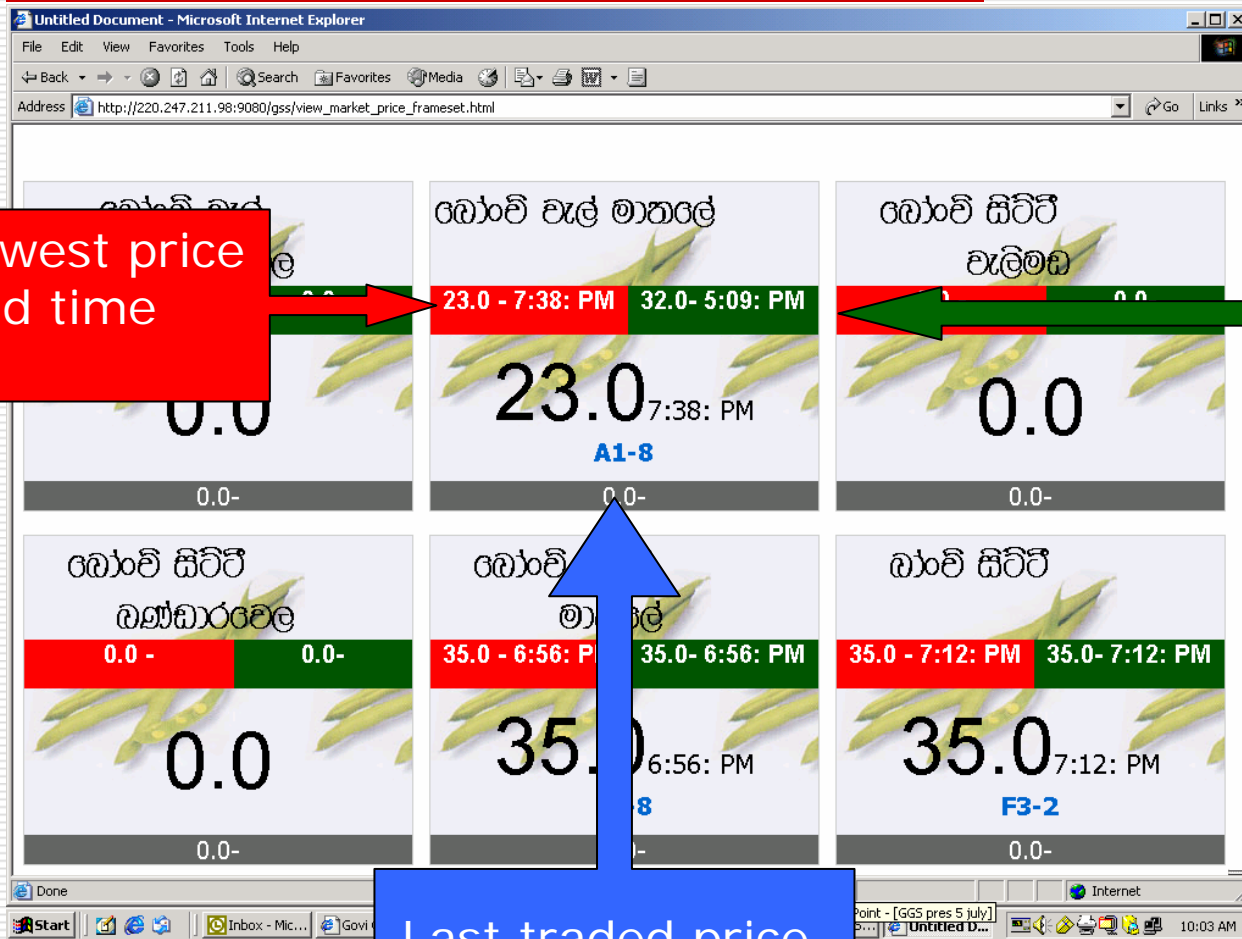 Untitled Document - Microsoft Internet Explorer
File Edit View Favorites Tools Help
Back Search Favorites Media
Address http://220.247.211.98:9080/gss/view_market_price_frameset.html Go Links »
බෝංචි වැල් මාතලේ
බෝංචි සිට්ටි
වැලිමඩ
west price
d time
23.0 - 7:38: PM 32.0- 5:09: PM
0.0
23.0 7:38: PM
0.0
A1-8
0.0- 0.0- 0.0-
බෝංචි සිට්ටි
බණ්ඩාරවෙල
බෝංචි
බාංචි සිට්ටි
0.0 - 0.0-
35.0 - 6:56: P 35.0- 6:56: PM
35.0 - 7:12: PM 35.0- 7:12: PM
0.0
35. 6:56: PM
35.0 7:12: PM
-8
F3-2
0.0- 0.0-
Last traded price
Done Internet
Start Inbox - Mic... Govi Point - [GGS pres 5 july] Untitled D... 10:03 AM